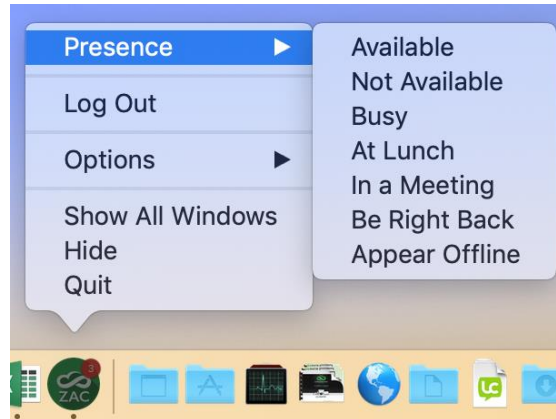 Presence
Log Out
Options
Show All Windows
Hide
Quit
Available
Not Available
Busy
At Lunch
In a Meeting
Be Right Back
Appear Offline
3
ZAC
LC